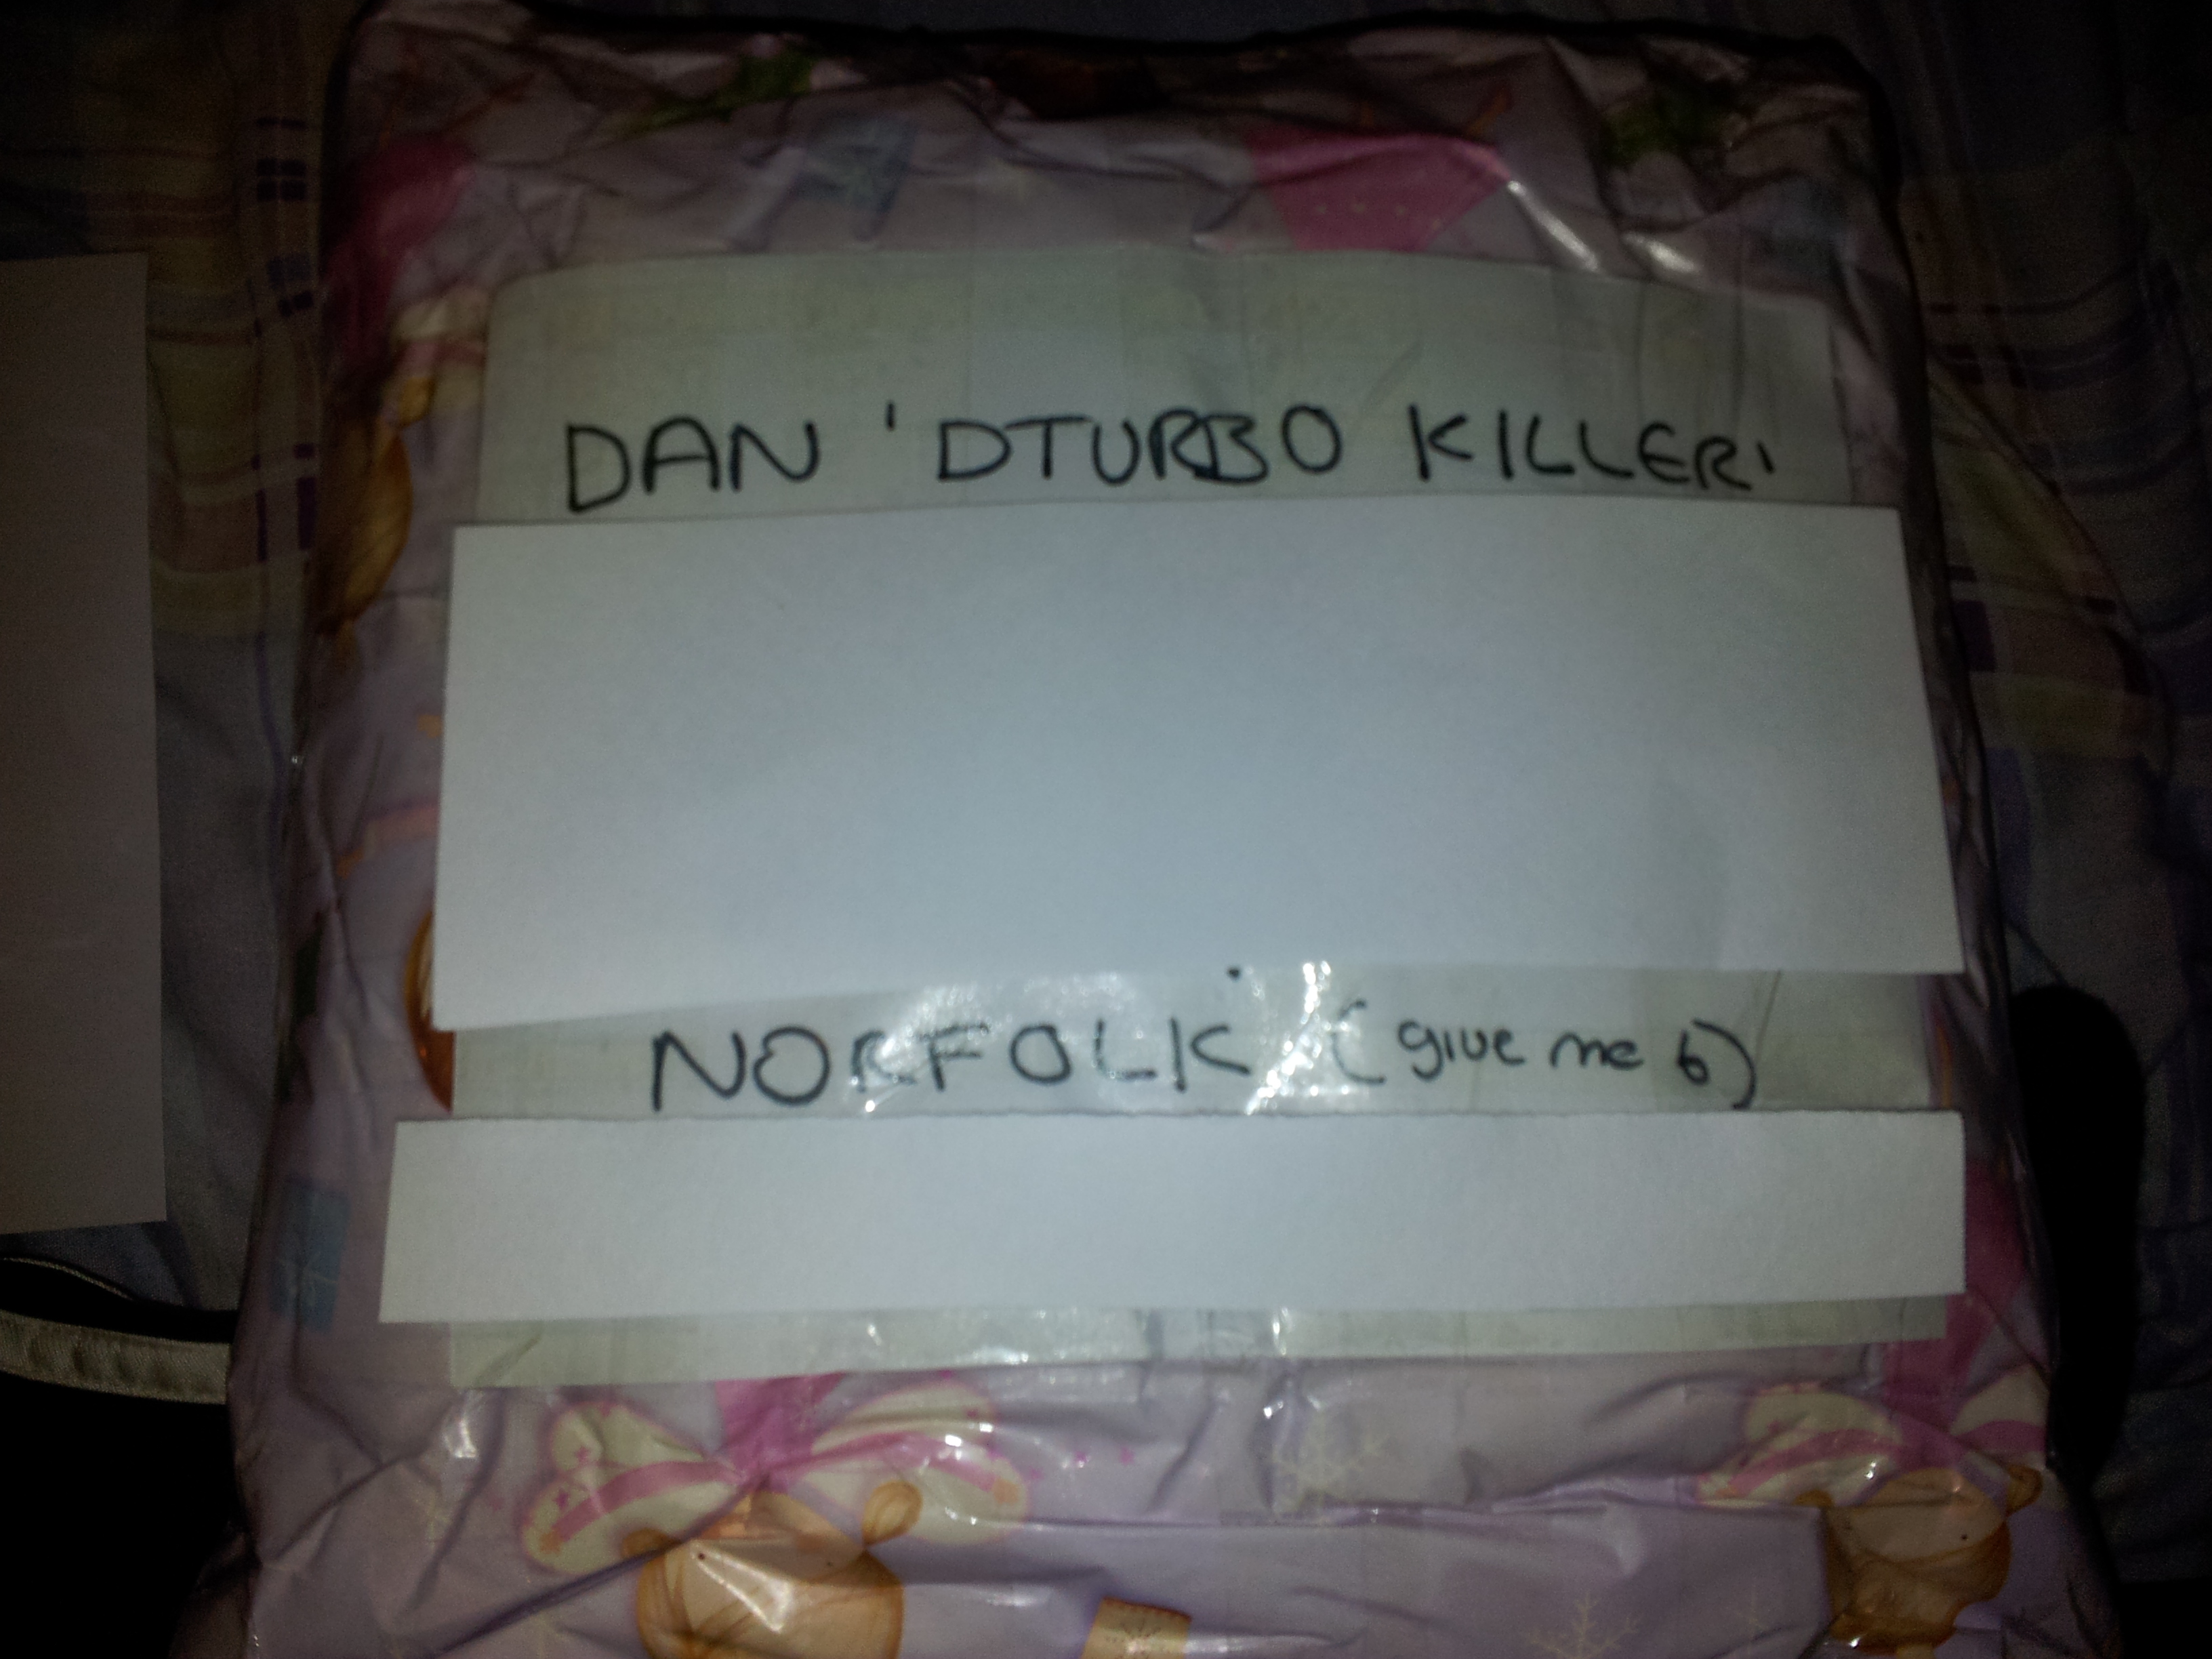 DAN 'DTURBO KILLER'
NORFOLK (give me 6)